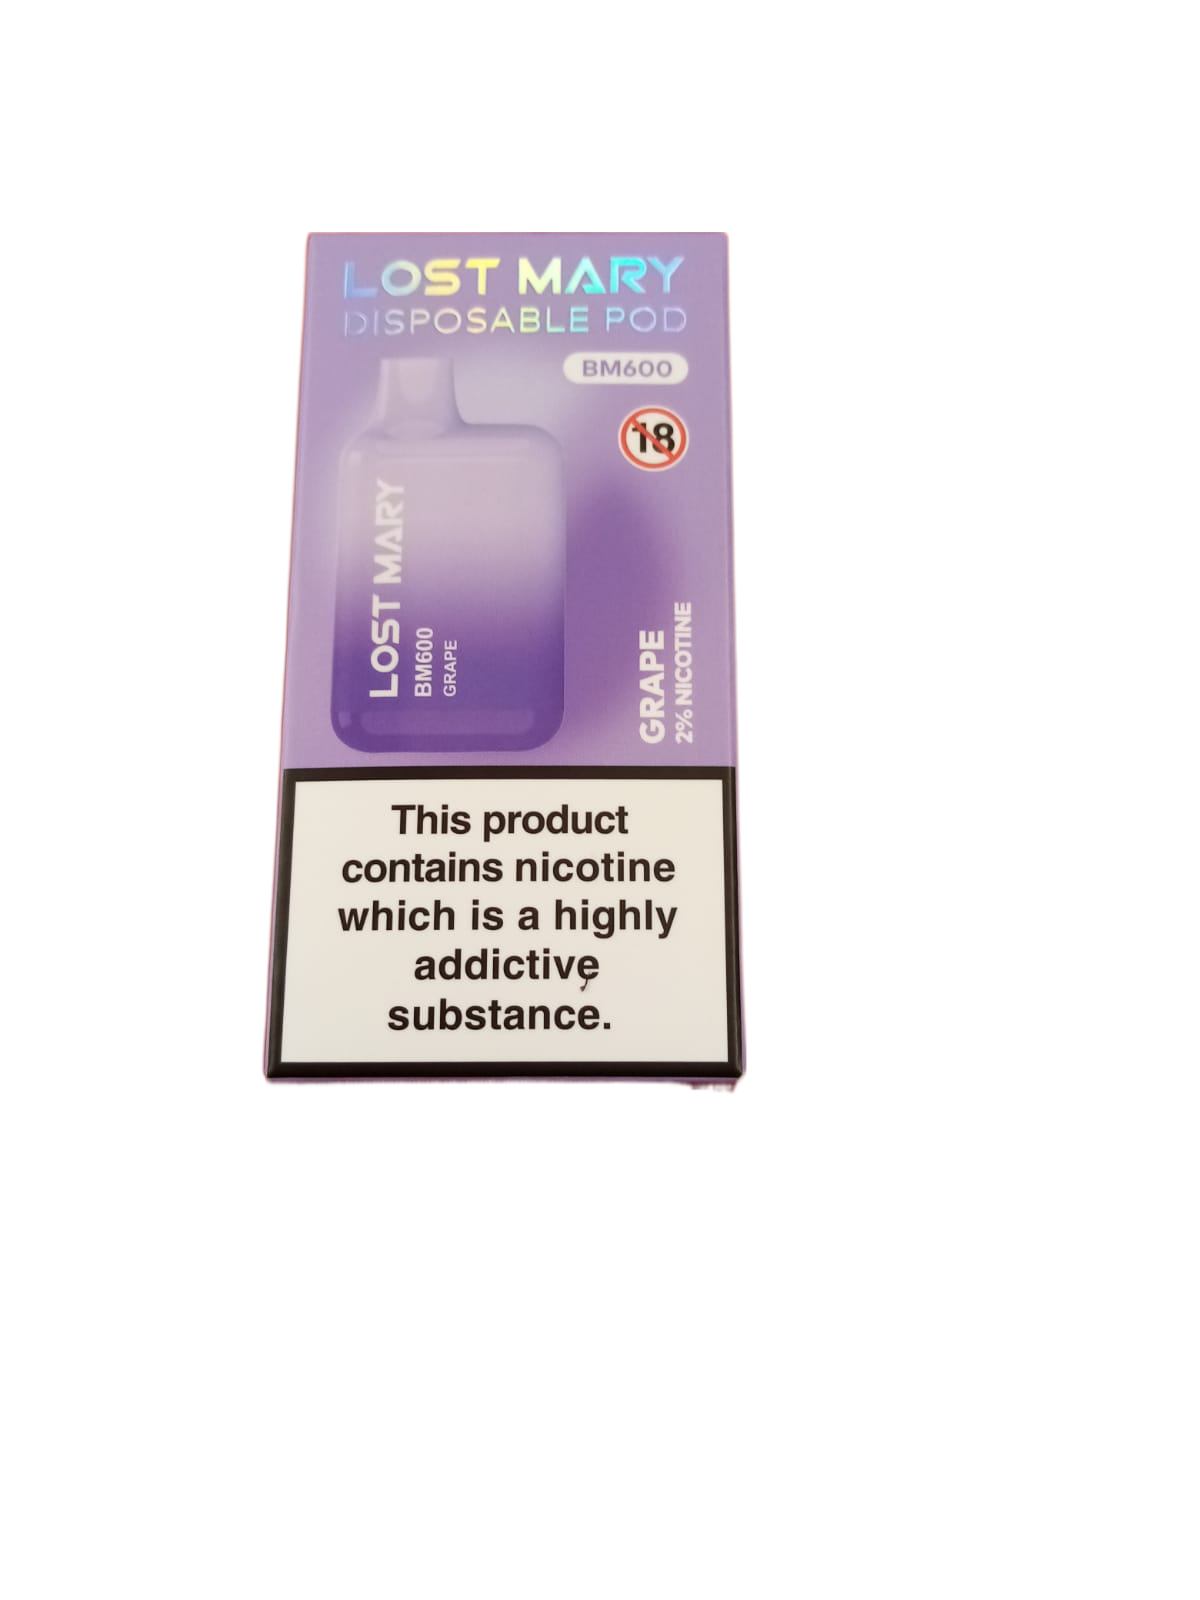 LOST MARY
DISPOSABLE POD
BM600
18
LOST MARY
BM600
GRAPE
GRAPE
2% NICOTINE
This product
contains nicotine
which is a highly
addictive
substance.